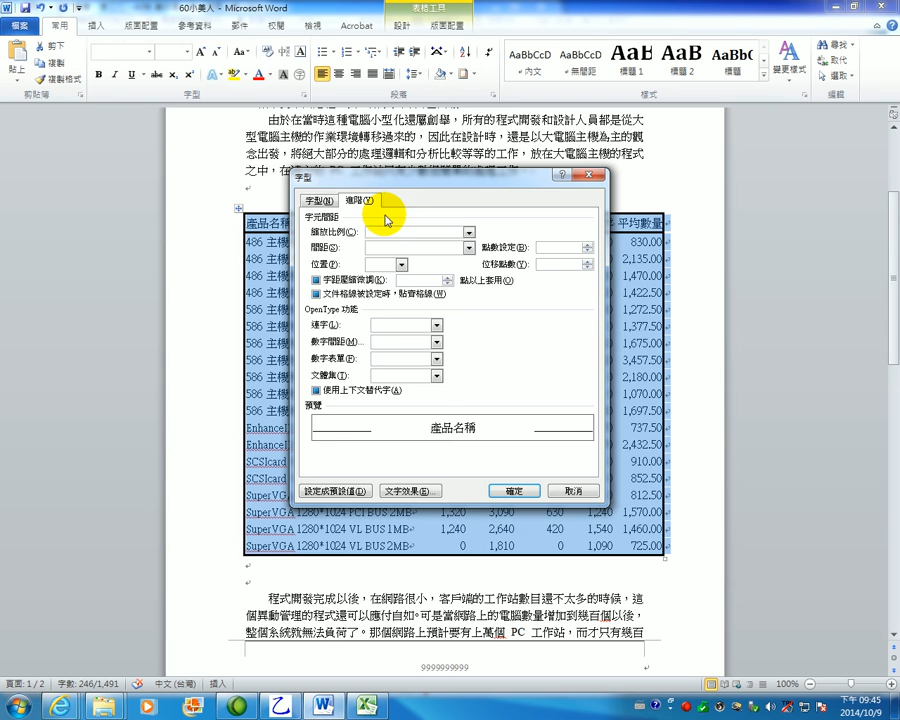 60小美人 - Microsoft Word
表格工具
檔案 常用 插入 版面配置 參考資料 郵件 校閱 檢視 Acrobat 設計 版面配置
貼上
剪下
複製
複製格式
AaBbCcD AaBbCcD AaBl AaB AaBbC
內文 無間距 標題 1 標題 2 標題
變更樣式
尋找
取代
選取
剪貼簿 字型 段落 樣式 編輯
由於在當時這種電腦小型化還屬創舉，所有的程式開發和設計人員都是從大
型電腦主機的作業環境轉移過來的，因此在設計時，還是以大電腦主機為主的觀
念出發，將絕大部分的處理邏輯和分析比較等等的工作，放在大電腦主機的程式
之中，在
字型
字型(N) 進階(V)
字元間距
縮放比例(C):
間距(S): 點數設定(B):
位置(P): 位移點數(Y):
字距壓縮微調(K): 點以上套用(O)
文件格線被設定時，貼齊格線(W)
OpenType 功能
連字(L):
數字間距(M)...
數字表單(F):
文體集(T):
使用上下文替代字(A)
預覽
產品名稱
設定成預設值(D) 文字效果(E)... 確定 取消
產品名稱 平均數量
486 主機 830.00
486 主機 2,135.00
486 主機 1,470.00
486 主機 1,422.50
586 主機 1,272.50
586 主機 1,377.50
586 主機 1,675.00
586 主機 3,457.50
586 主機 2,180.00
586 主機 1,070.00
586 主機 1,697.50
EnhanceI 737.50
EnhanceI 2,432.50
SCSIcard 910.00
SCSIcard 852.50
SuperVG 812.50
SuperVGA 1280*1024 PCI BUS 2MB 1,320 3,090 630 1,240 1,570.00
SuperVGA 1280*1024 VL BUS 1MB 1,240 2,640 420 1,540 1,460.00
SuperVGA 1280*1024 VL BUS 2MB 0 1,810 0 1,090 725.00
程式開發完成以後，在網路很小，客戶端的工作站數目還不太多的時候，這
個異動管理的程式還可以應付自如。可是當網路上的電腦數量增加到幾百個以後，
整個系統就無法負荷了。那個網路上預計要有上萬個 PC 工作站，而才只有幾百
9999999999
頁面: 1 / 2 字數: 246/1,491 中文 (台灣) 插入 100%
下午 09:45
2014/10/9